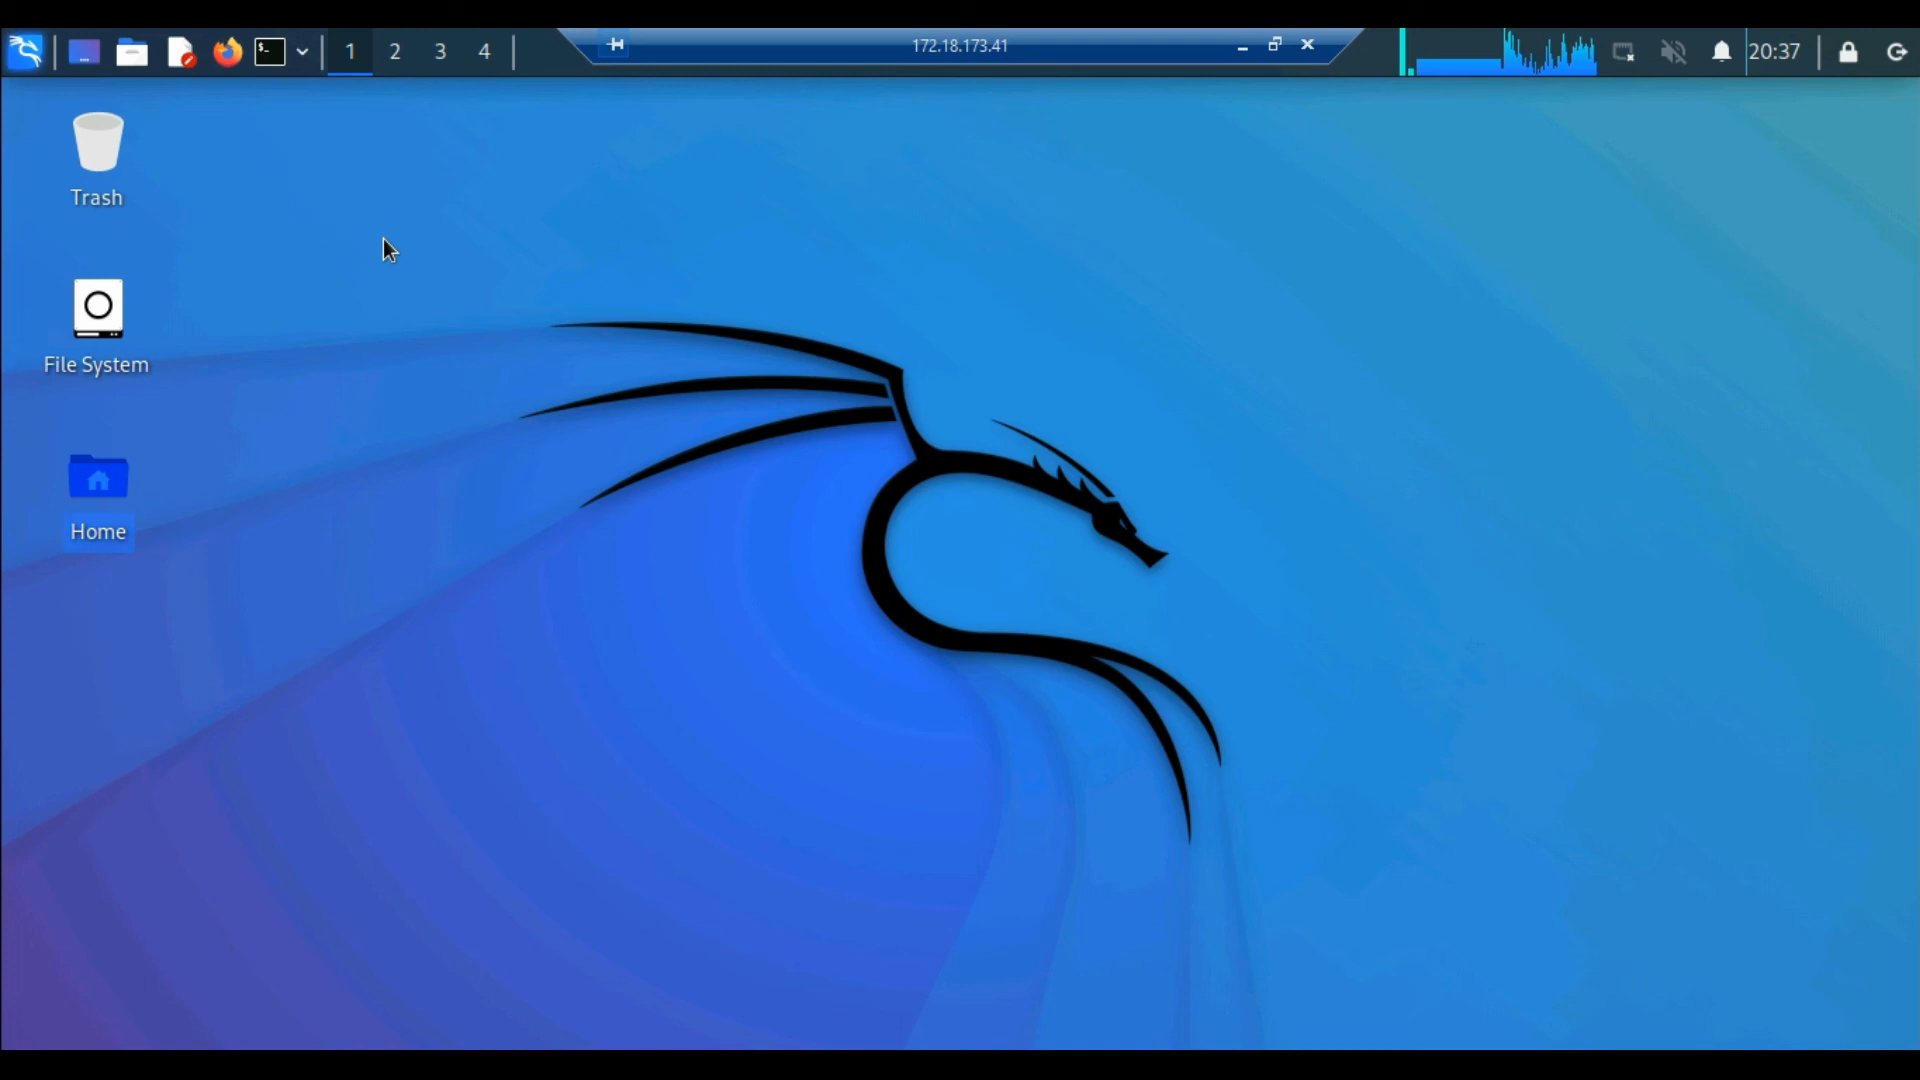 $-
1 2 3 4
172.18.173.41
20:37
Trash
File System
Home